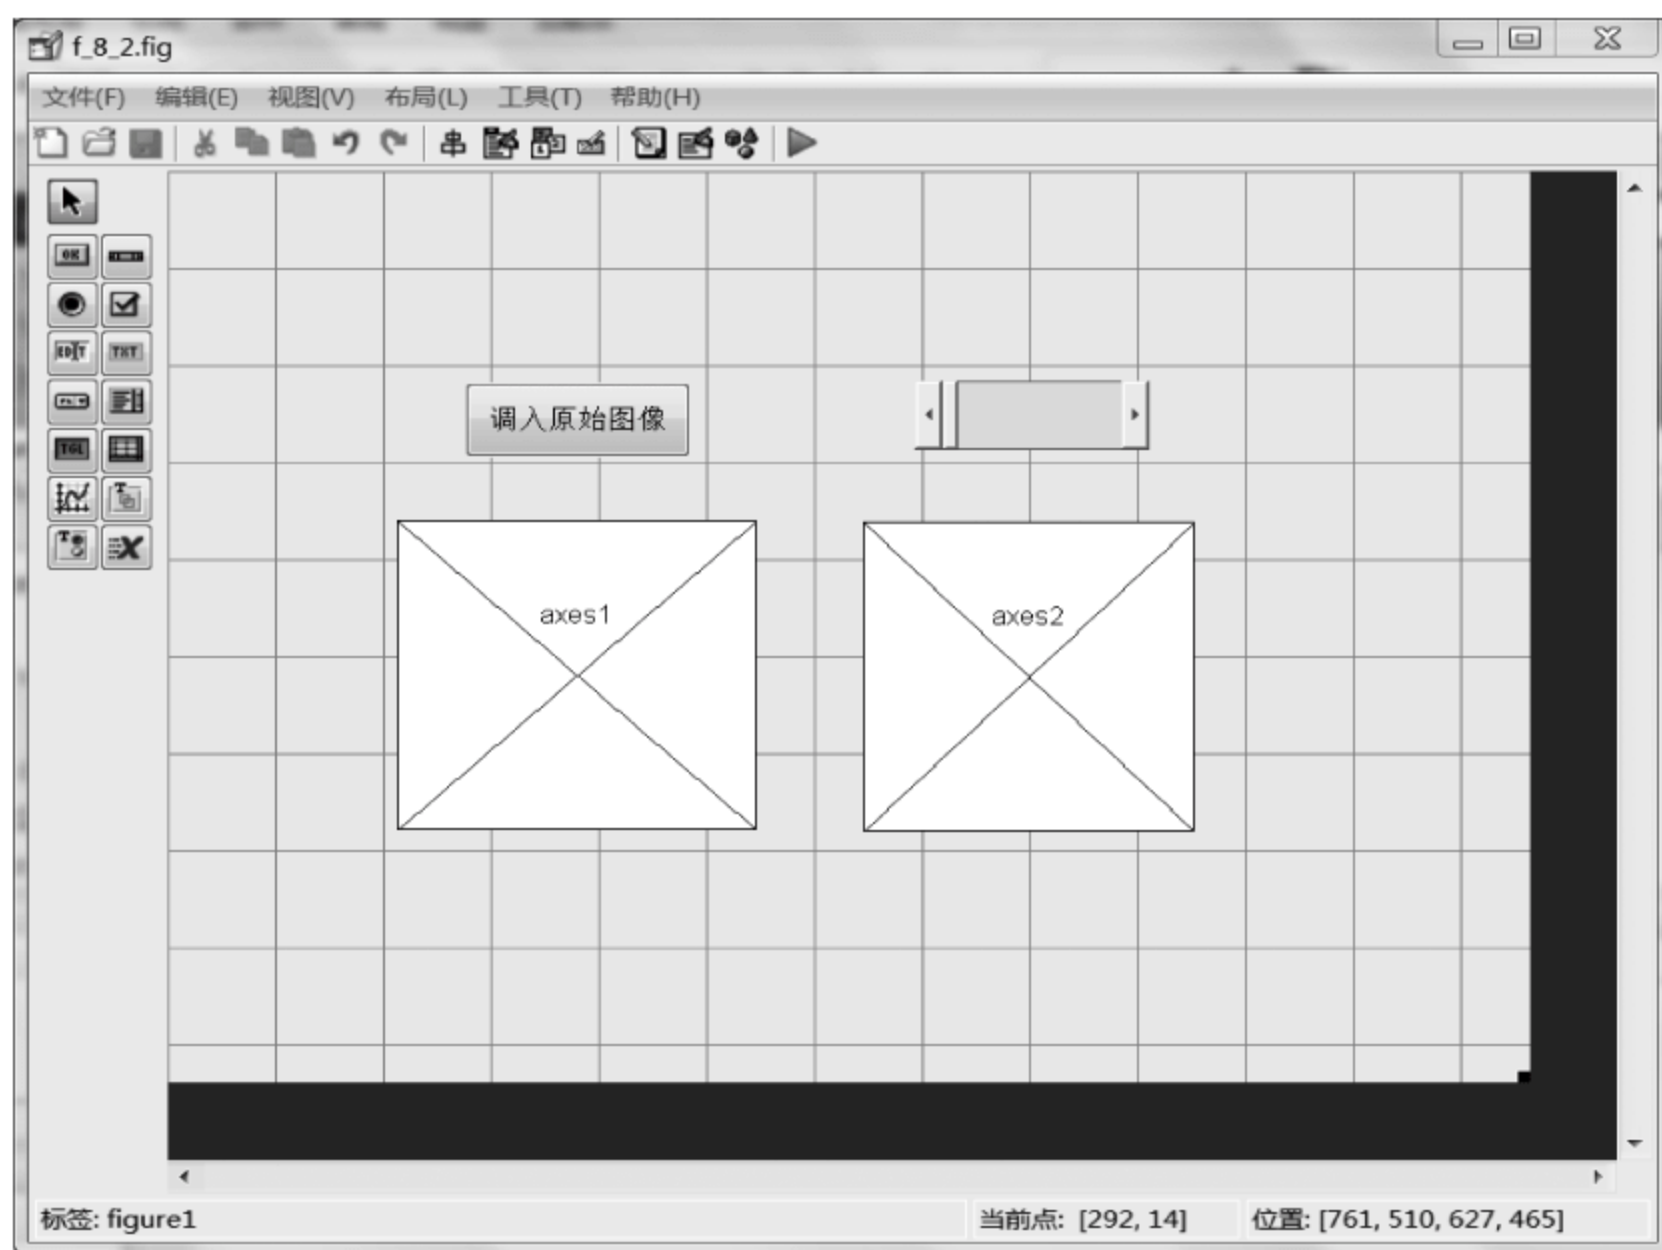 f_8_2.fig
文件(F) 编辑(E) 视图(V) 布局(L) 工具(T) 帮助(H)
OK
EDIT TXT
TGL
调入原始图像
axes1
axes2
标签: figure1 当前点: [292, 14] 位置: [761, 510, 627, 465]